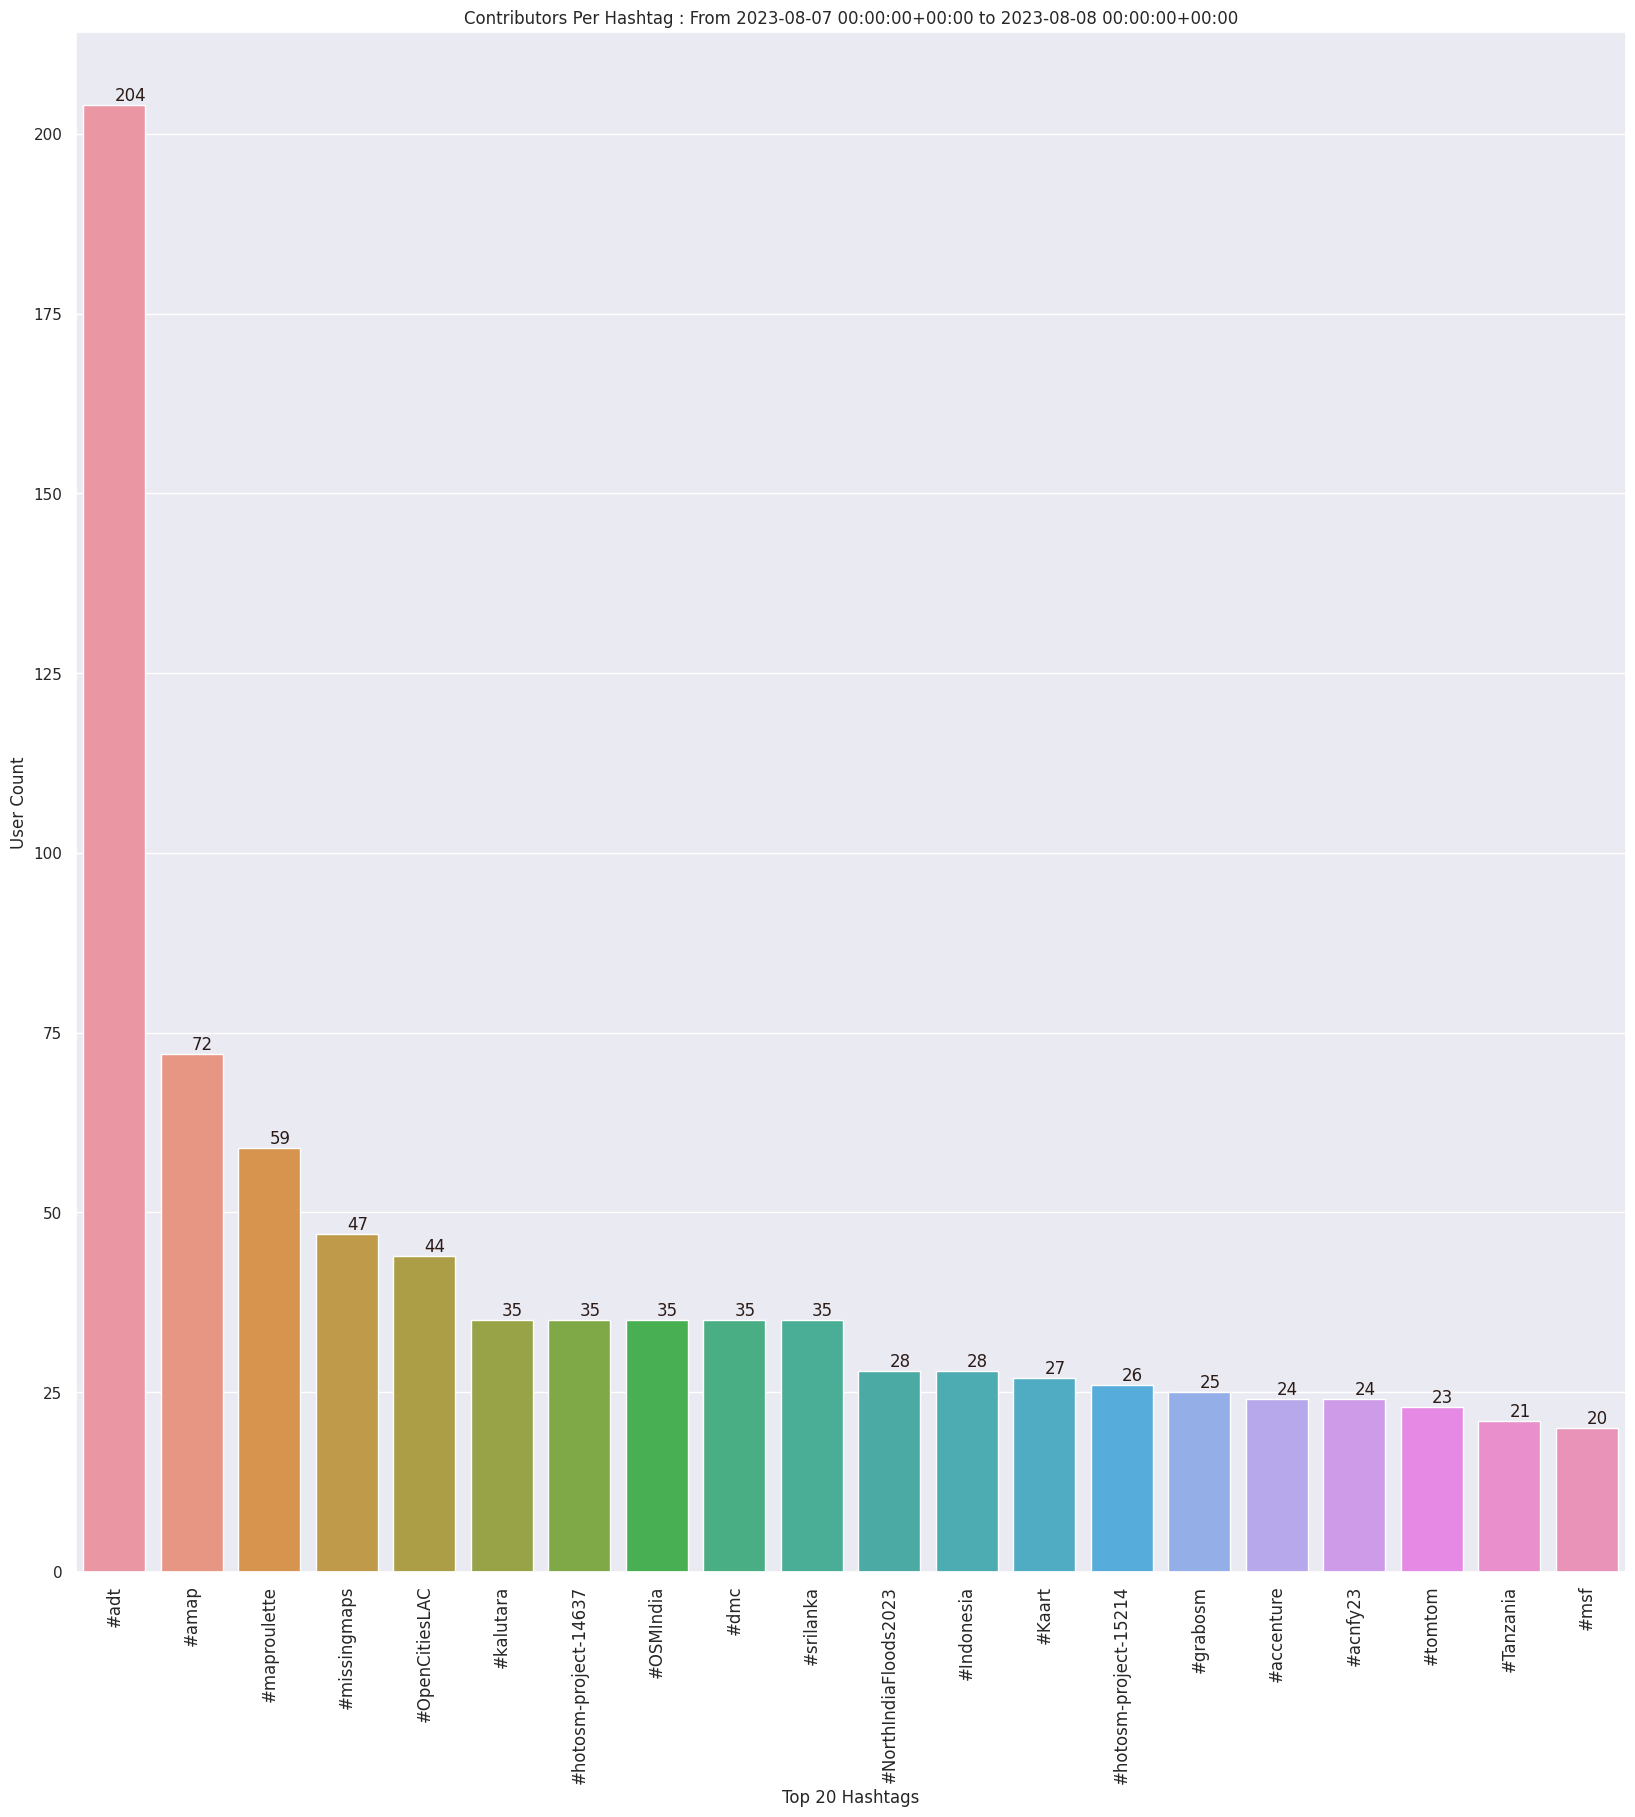 Contributors Per Hashtag : From 2023-08-07 00:00:00+00:00 to 2023-08-08 00:00:00+00:00
User Count
200
175
150
125
100
75
50
25
0
204
72
59
47
44
35
35
35
35
35
28
28
27
26
25
24
24
23
21
20
#adt
#amap
#maproulette
#missingmaps
#OpenCitiesLAC
#kalutara
#hotosm-project-14637
#OSMIndia
#dmc
#srilanka
#NorthIndiaFloods2023
#Indonesia
#Kaart
#hotosm-project-15214
#grabosm
#accenture
#acnfy23
#tomtom
#Tanzania
#msf
Top 20 Hashtags